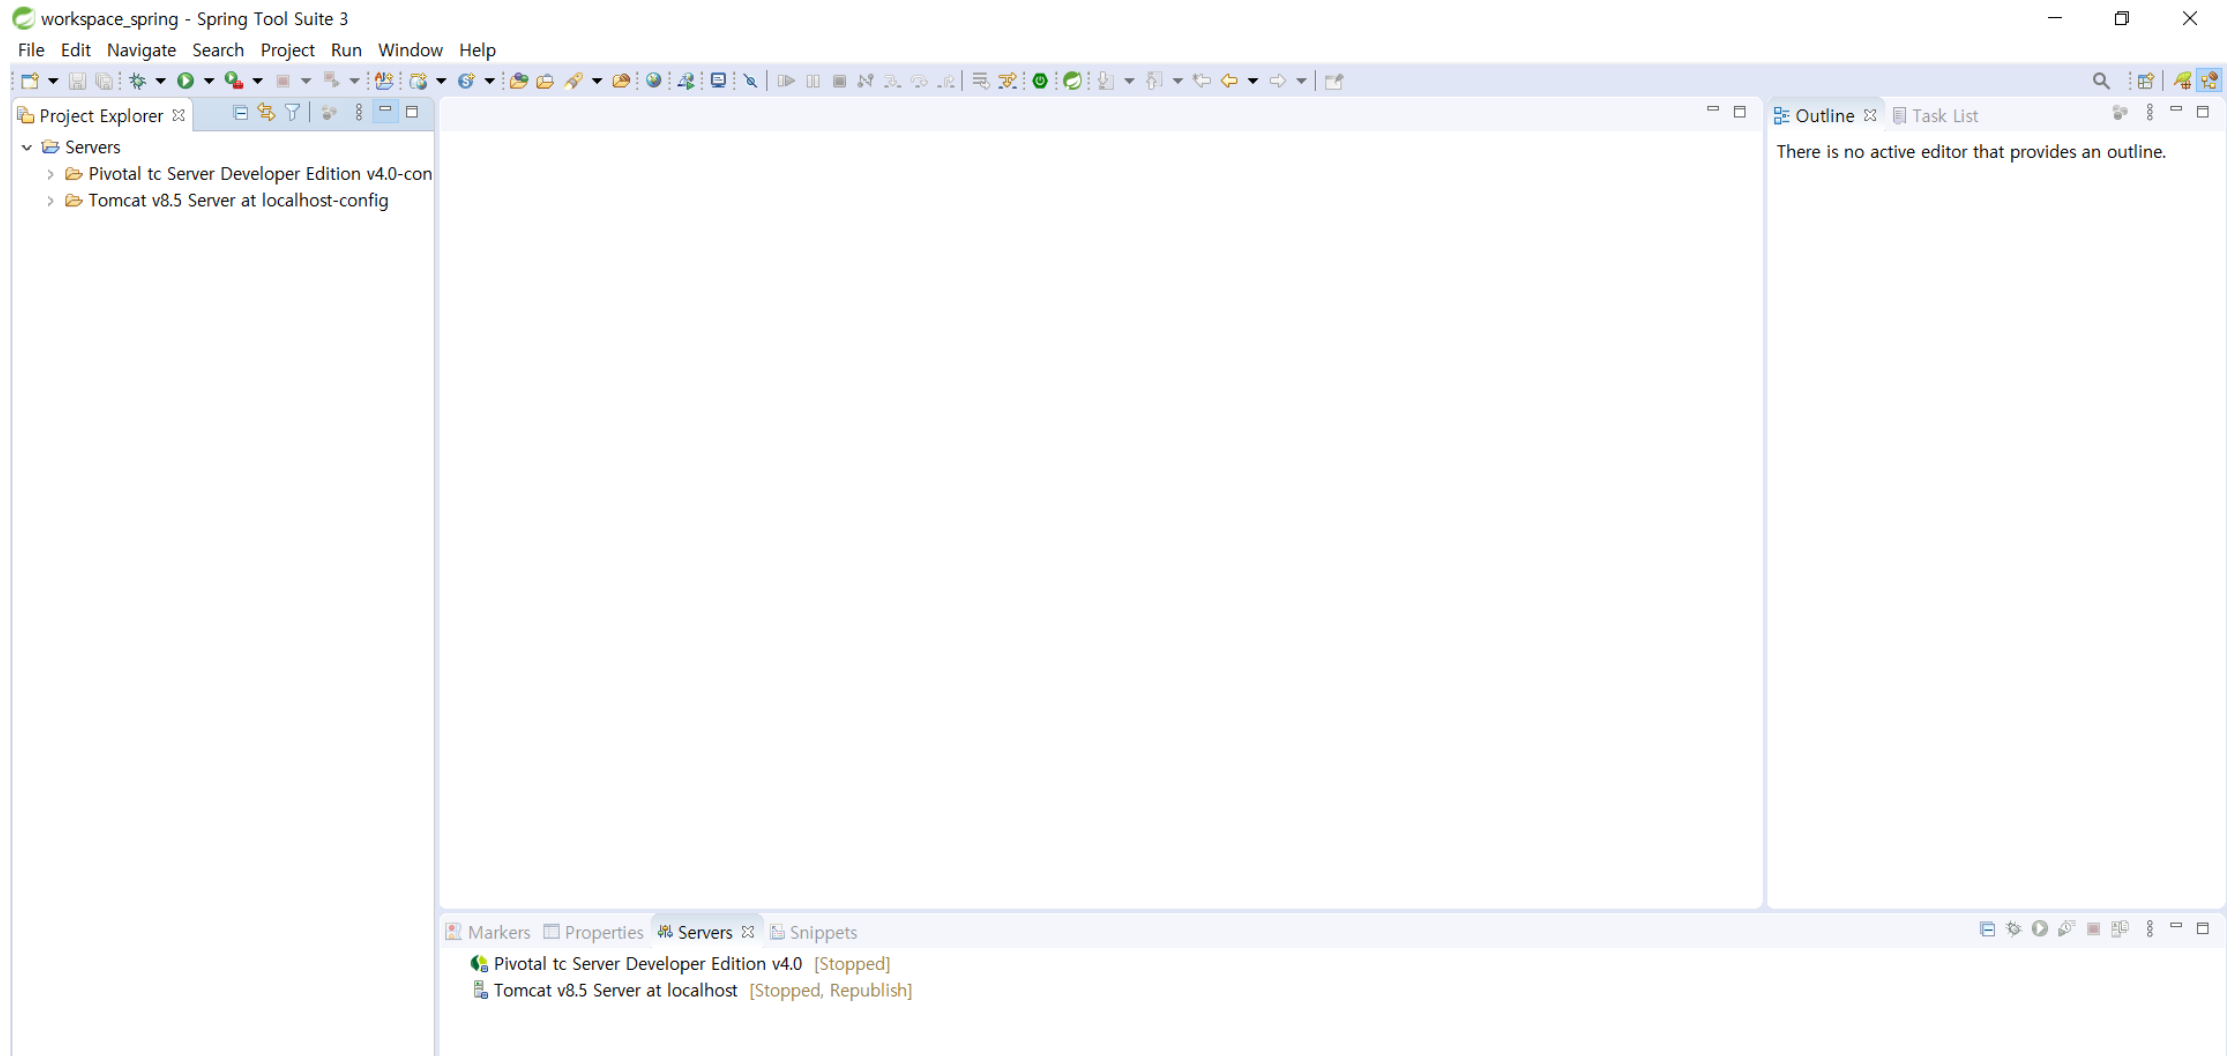 workspace_spring - Spring Tool Suite 3
File Edit Navigate Search Project Run Window Help
Project Explorer
Servers
Pivotal tc Server Developer Edition v4.0-con
Tomcat v8.5 Server at localhost-config
Outline Task List
There is no active editor that provides an outline.
Markers Properties Servers Snippets
Pivotal tc Server Developer Edition v4.0 [Stopped]
Tomcat v8.5 Server at localhost [Stopped, Republish]